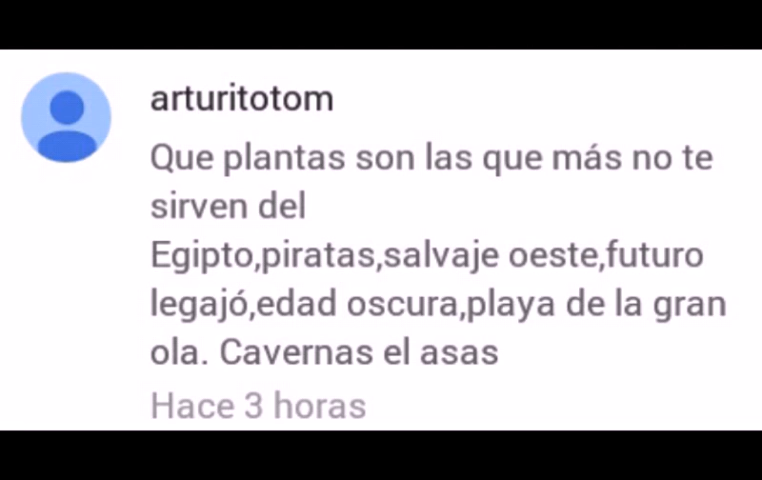 arturitotom
Que plantas son las que más no te
sirven del
Egipto,piratas,salvaje oeste,futuro
legajó,edad oscura,playa de la gran
ola. Cavernas el asas
Hace 3 horas